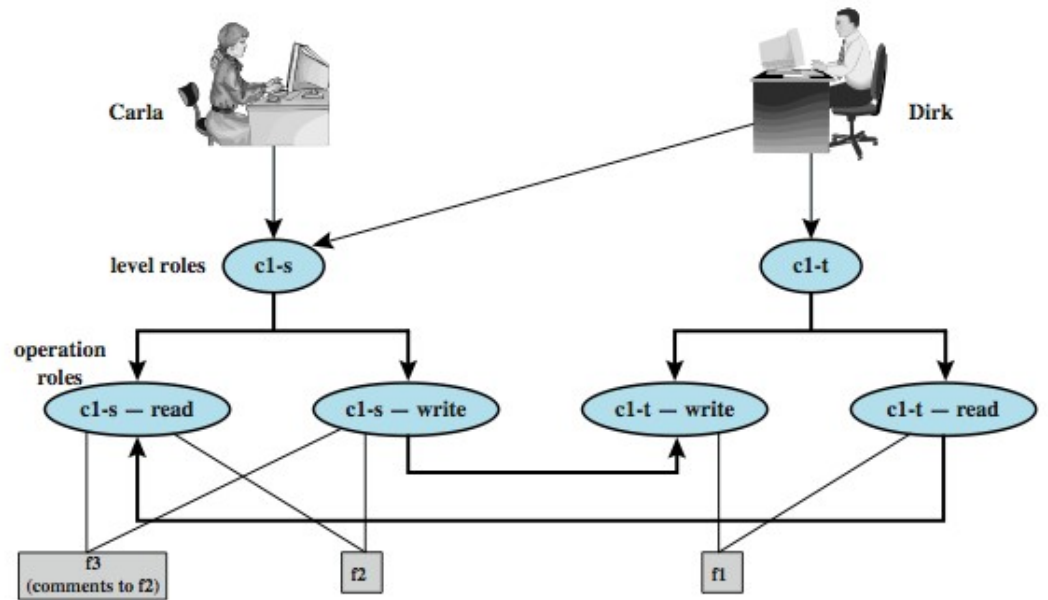 Carla
Dirk
level roles
c1-s
c1-t
operation
roles
c1-s — read
c1-s — write
c1-t — write
c1-t — read
f3
(comments to f2)
f2
f1